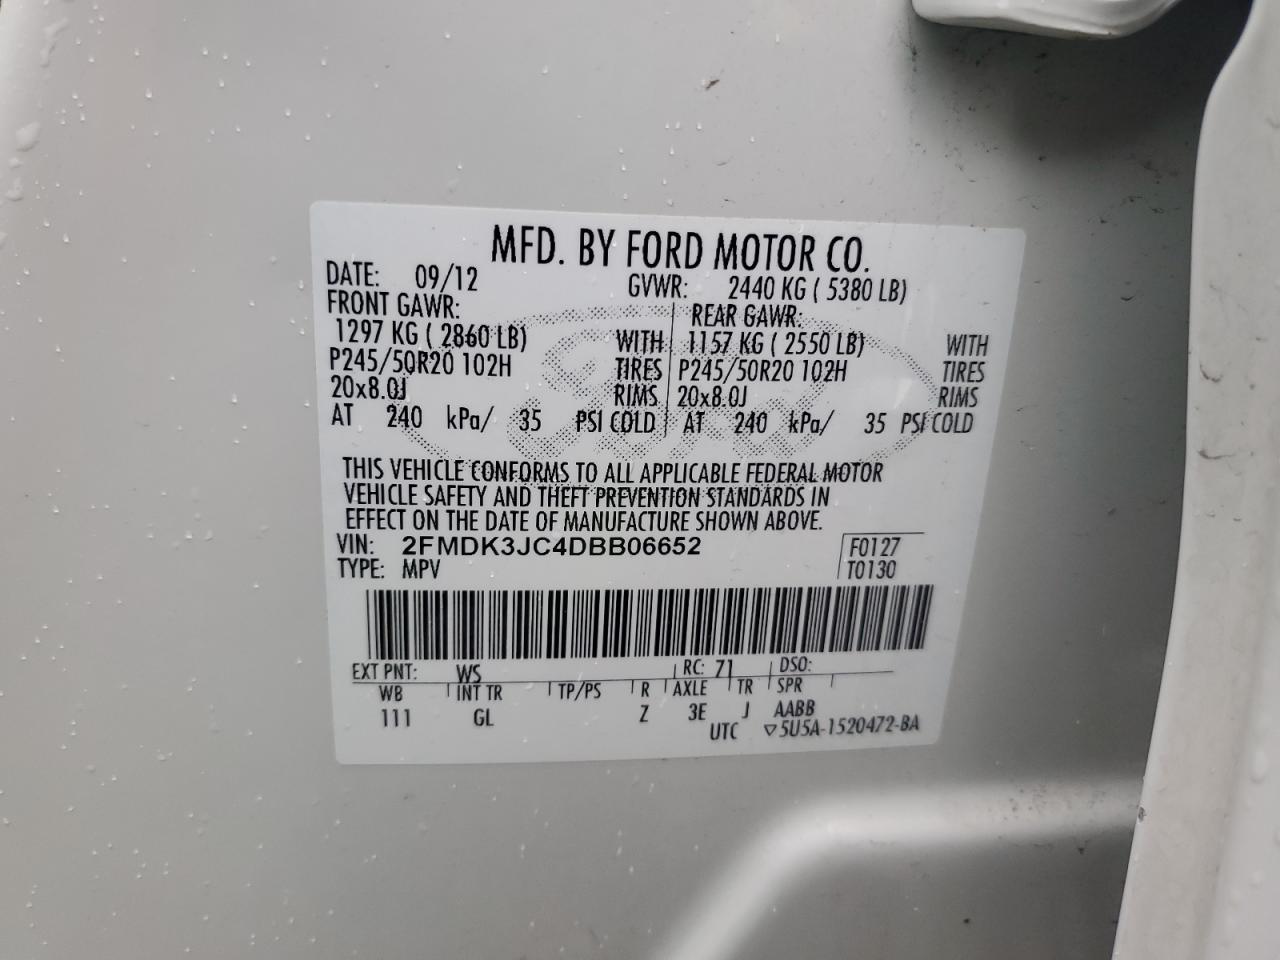 MFD. BY FORD MOTOR CO.
DATE: 09/12 GVWR: 2440 KG ( 5380 LB)
FRONT GAWR: REAR GAWR:
1297 KG ( 2860 LB) WITH 1157 KG ( 2550 LB) WITH
P245/50R20 102H TIRES P245/50R20 102H TIRES
20x8.0J RIMS 20x8.0J RIMS
AT 240 kPa/ 35 PSI COLD AT 240 kPa/ 35 PSI COLD
Ford
THIS VEHICLE CONFORMS TO ALL APPLICABLE FEDERAL MOTOR
VEHICLE SAFETY AND THEFT PREVENTION STANDARDS IN
EFFECT ON THE DATE OF MANUFACTURE SHOWN ABOVE.
VIN: 2FMDK3JC4DBB06652 F0127
TYPE: MPV T0130
EXT PNT: WS RC: 71 DSO:
WB INT TR TP/PS R AXLE TR SPR
111 GL Z 3E J AABB
UTC ▽5U5A-1520472-BA